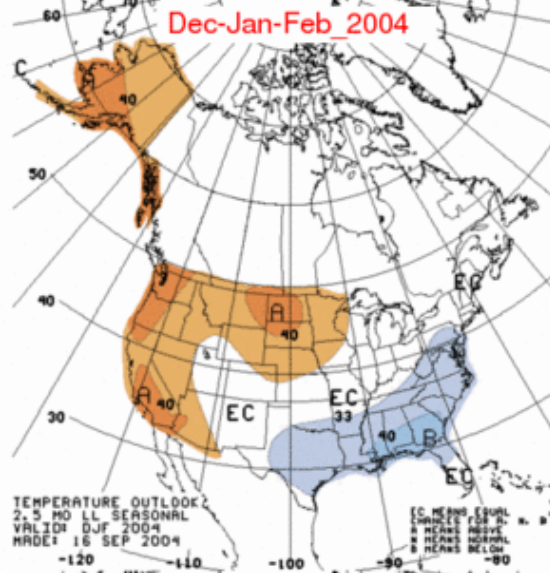 Dec-Jan-Feb_2004
60
70
C
40
50
40
A
40
EC
A
40
EC
EC
33
30
40
B
EC
TEMPERATURE OUTLOOK
2.5 MO LL SEASONAL
VALID: DJF 2004
MADE: 16 SEP 2004
EC MEANS EQUAL
CHANCES FOR A, N, B
A MEANS ABOVE
N MEANS NORMAL
B MEANS BELOW
-120
-110
-100
-90
-80